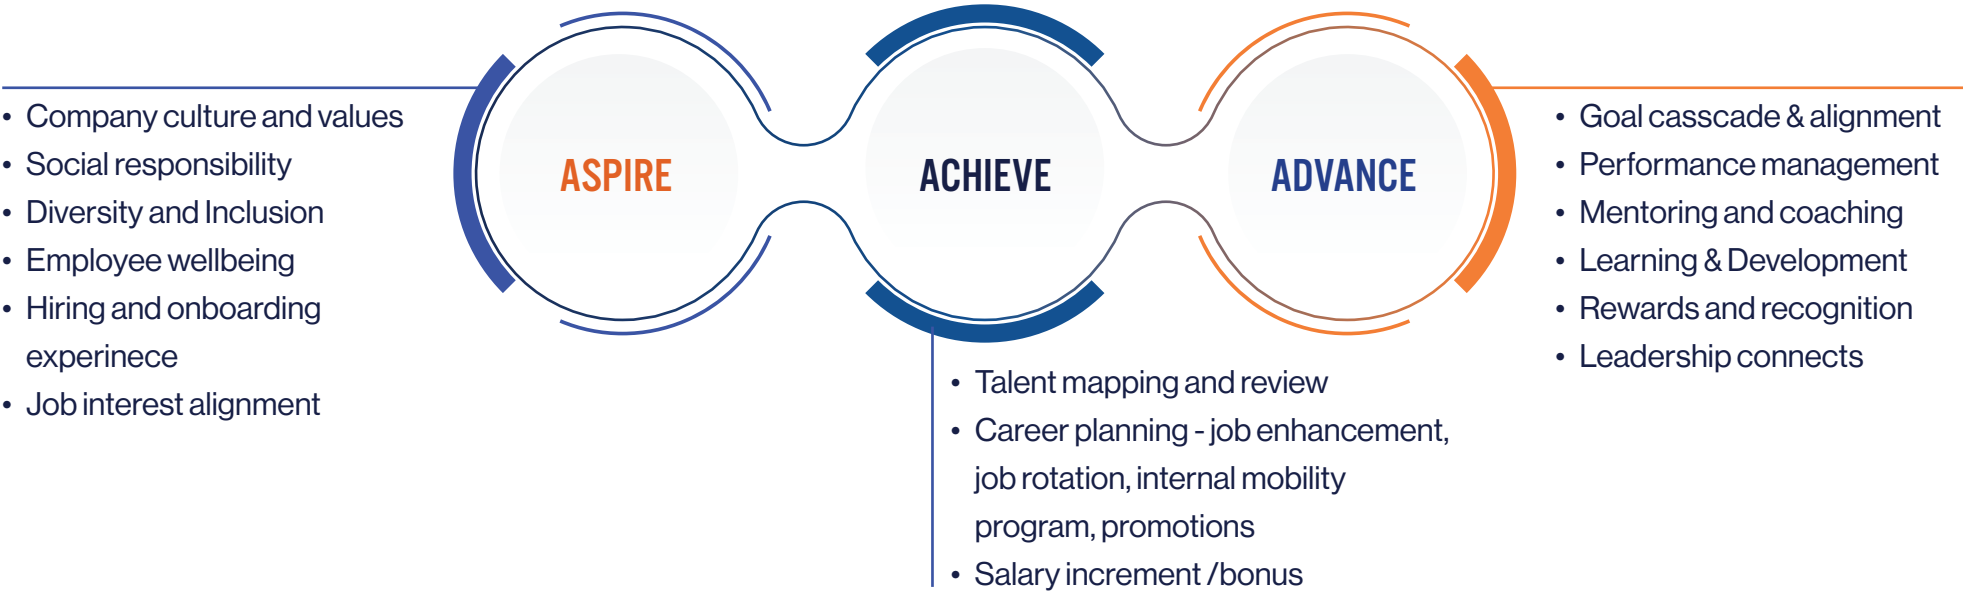 ASPIRE
• Company culture and values
• Social responsibility
• Diversity and Inclusion
• Employee wellbeing
• Hiring and onboarding
experinece
• Job interest alignment
ACHIEVE
• Talent mapping and review
• Career planning - job enhancement,
job rotation, internal mobility
program, promotions
• Salary increment /bonus
ADVANCE
• Goal casscade & alignment
• Performance management
• Mentoring and coaching
• Learning & Development
• Rewards and recognition
• Leadership connects